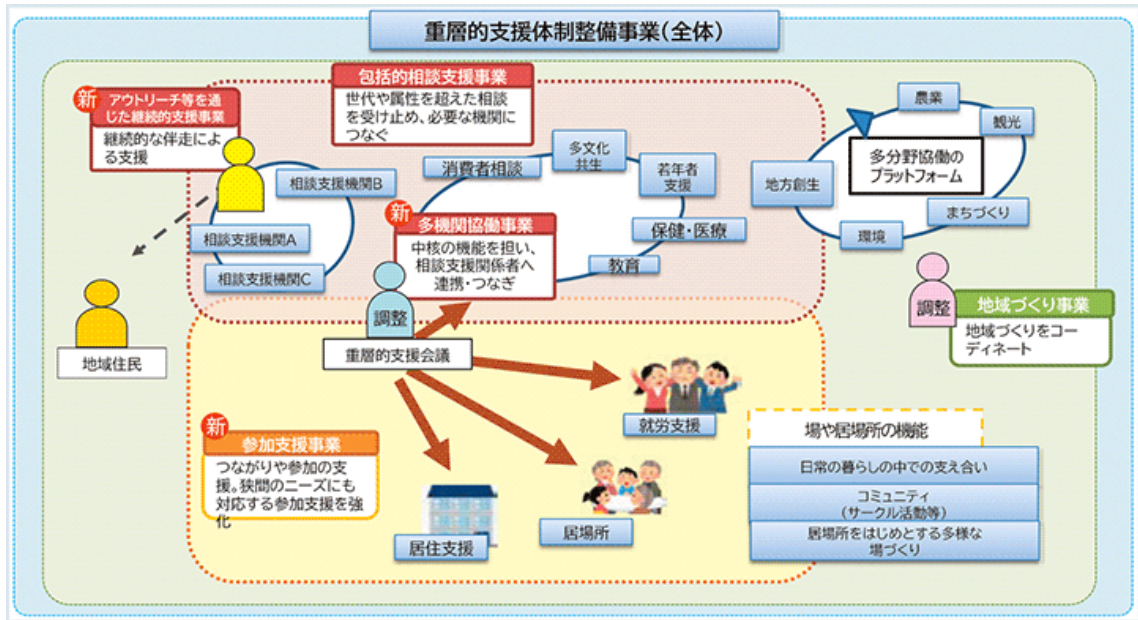 重層的支援体制整備事業(全体)
新
アウトリーチ等を通
じた継続的支援事業
継続的な伴走によ
る支援
包括的相談支援事業
世代や属性を超えた相談
を受け止め、必要な機関に
つなぐ
相談支援機関B
相談支援機関A
相談支援機関C
消費者相談
多文化
共生
若年者
支援
保健・医療
教育
新
多機関協働事業
中核の機能を担い、
相談支援関係者へ
連携・つなぎ
調整
重層的支援会議
農業
観光
多分野協働の
プラットフォーム
地方創生
まちづくり
環境
調整
地域づくり事業
地域づくりをコー
ディネート
地域住民
新
参加支援事業
つながりや参加の支
援。狭間のニーズにも
対応する参加支援を強
化
就労支援
居場所
居住支援
場や居場所の機能
日常の暮らしの中での支え合い
コミュニティ
(サークル活動等)
居場所をはじめとする多様な
場づくり